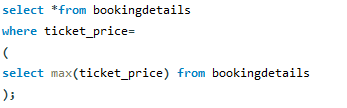 select *from bookingdetails
where ticket_price=
(
select max(ticket_price) from bookingdetails
);